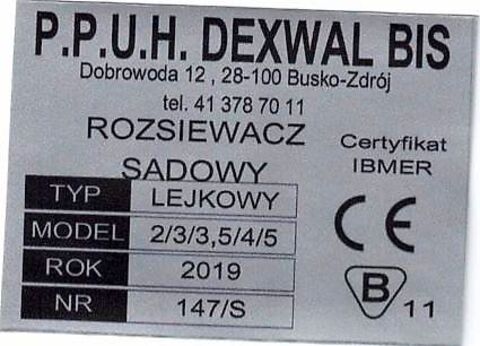 P.P.U.H. DEXWAL BIS
Dobrowoda 12 , 28-100 Busko-Zdrój
tel. 41 378 70 11
ROZSIEWACZ
SADOWY
Certyfikat
IBMER
TYP LEJKOWY
MODEL 2/3/3,5/4/5
ROK 2019
NR 147/S
CE
B 11